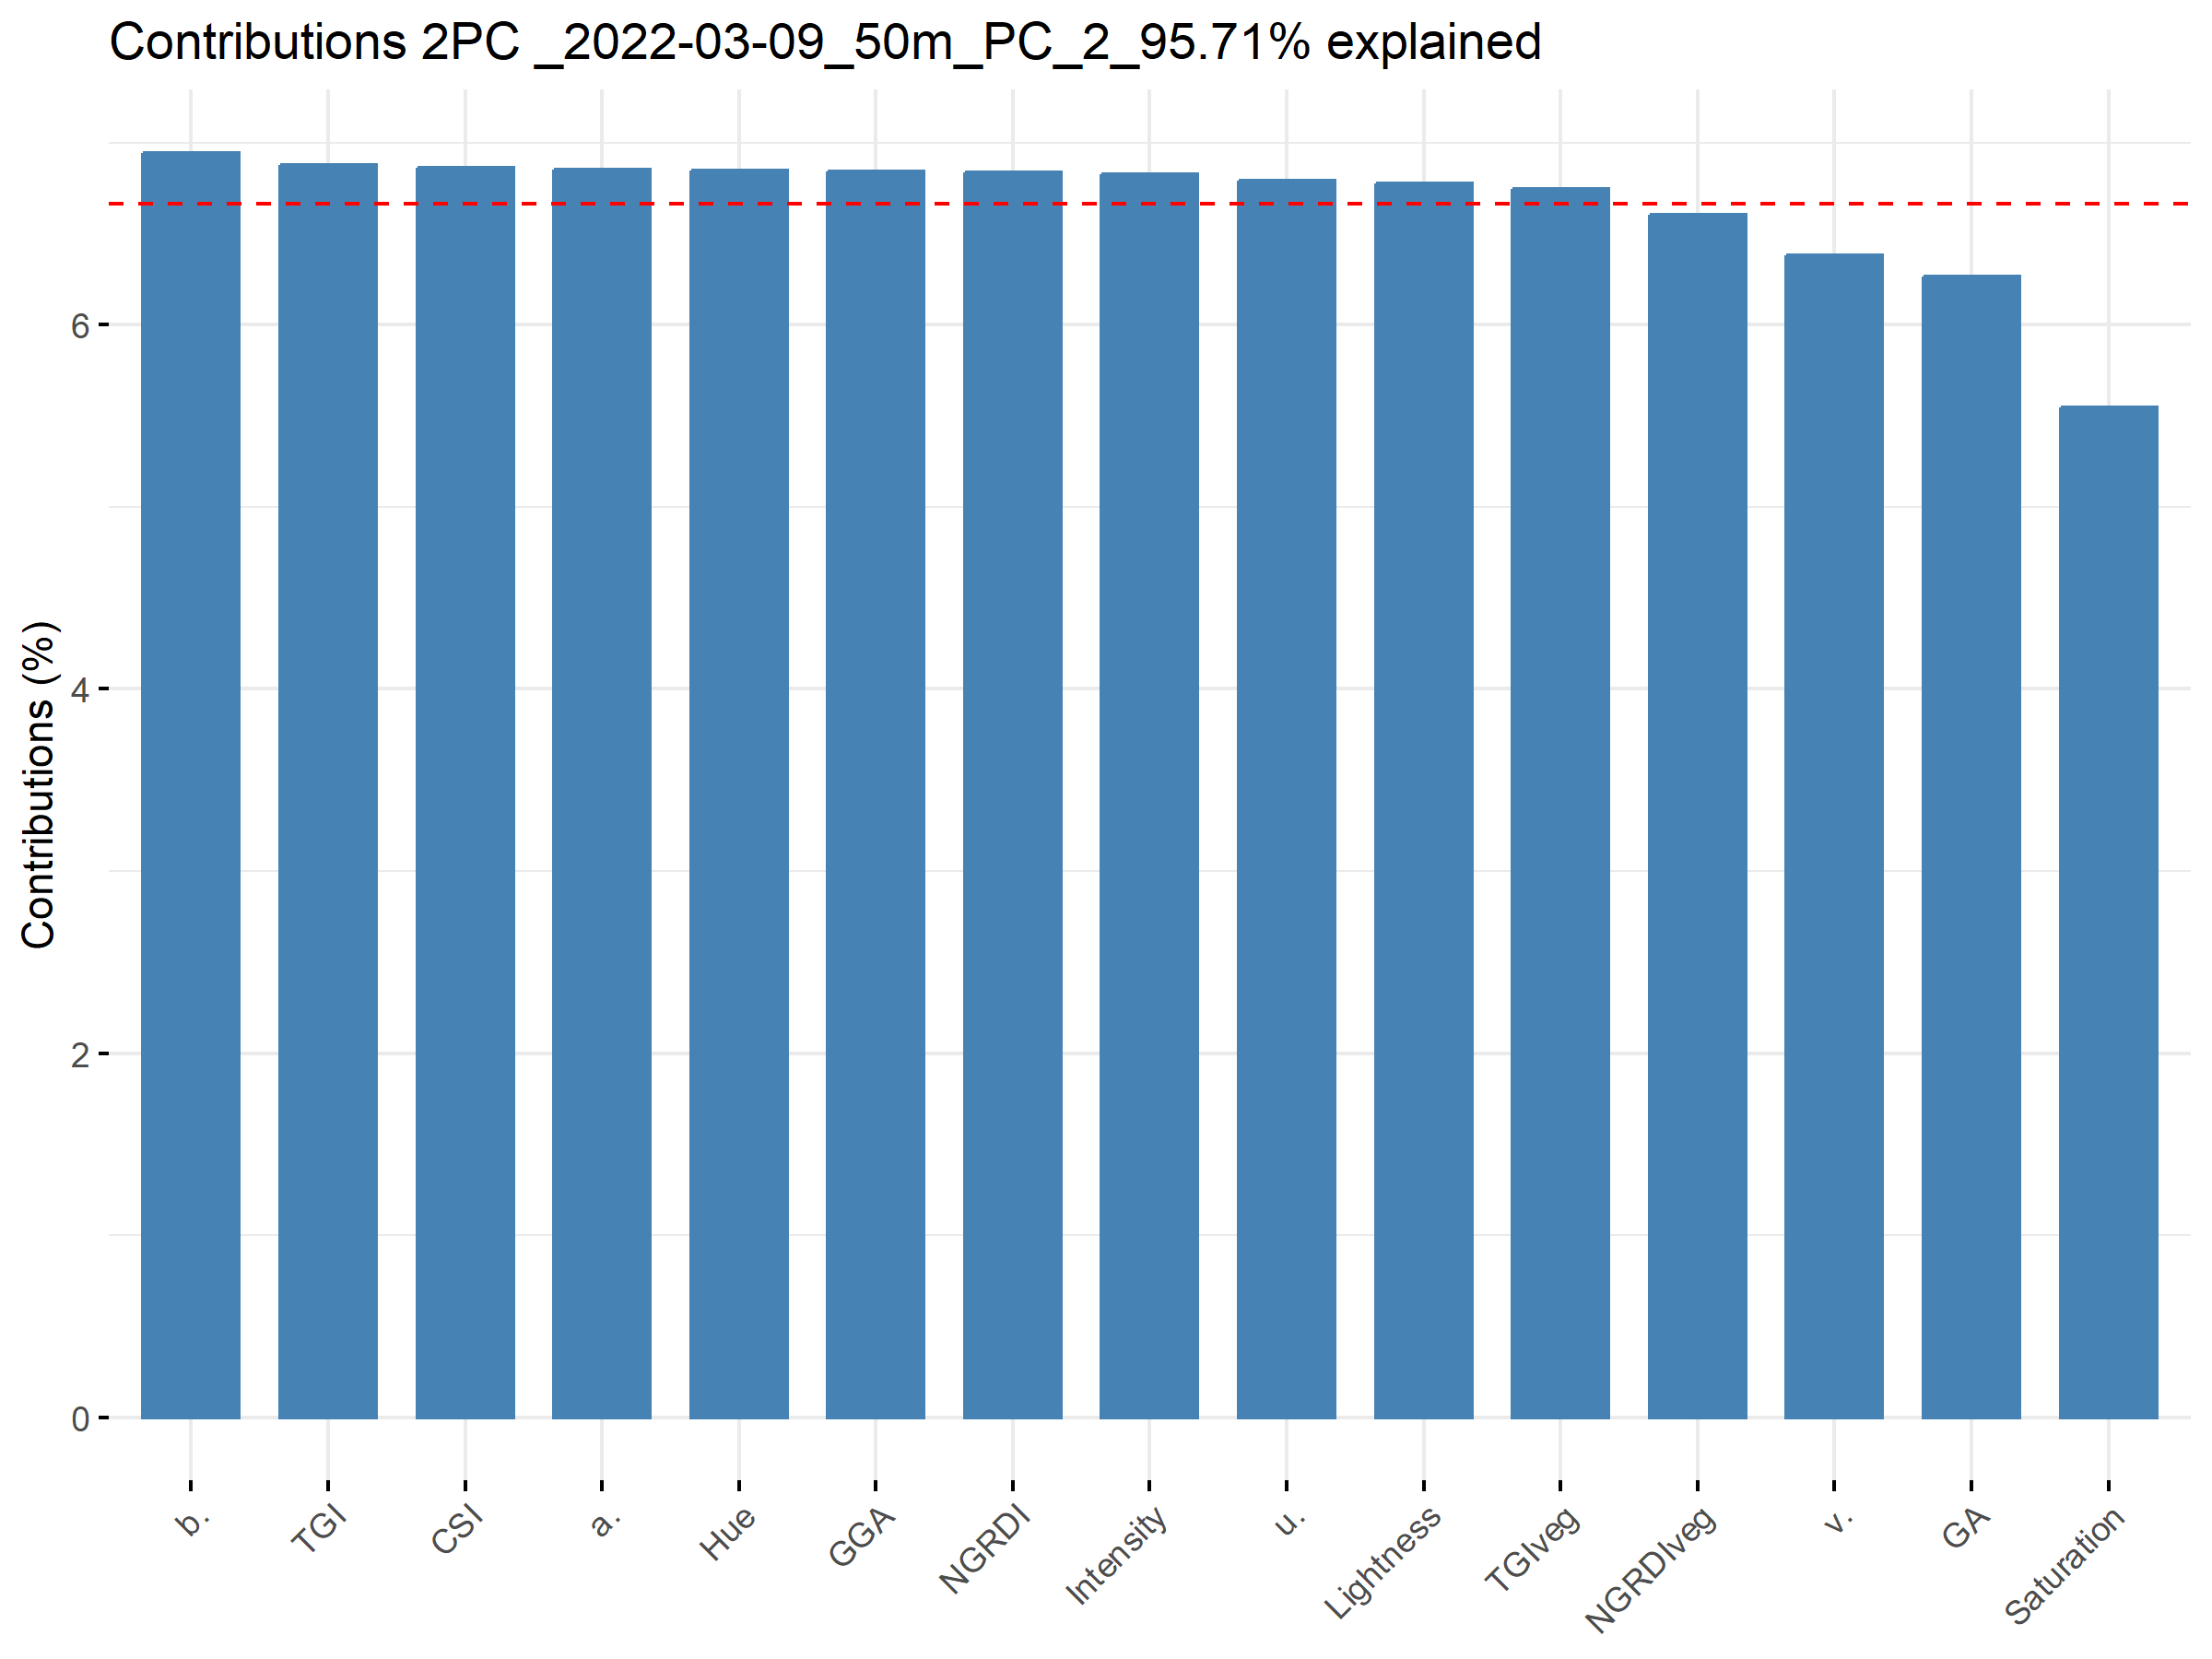 Contributions 2PC _2022-03-09_50m_PC_2_95.71% explained
Contributions (%)
6
4
2
0
b.
TGI
CSI
a.
Hue
GGA
NGRDI
Intensity
u.
Lightness
TGIveg
NGRDIveg
v.
GA
Saturation